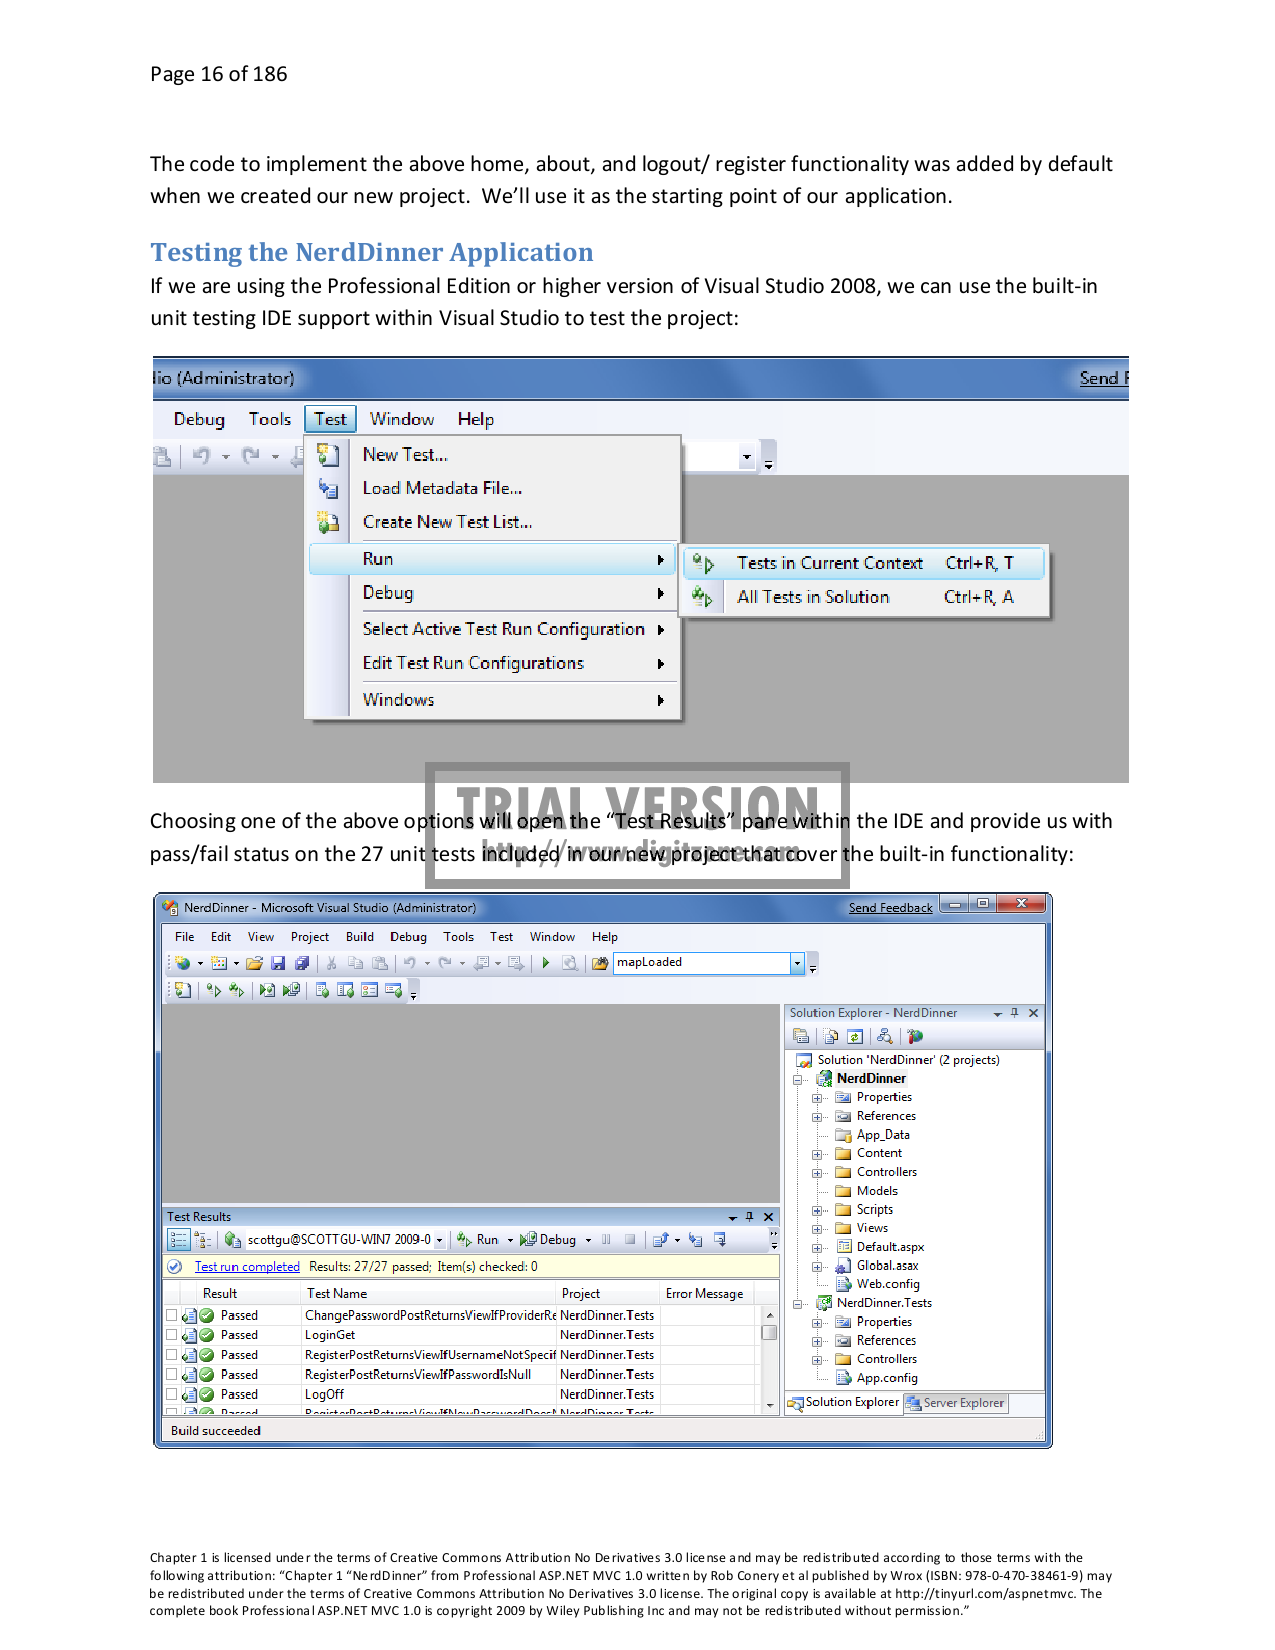 Page 16 of 186
The code to implement the above home, about, and logout/ register functionality was added by default
when we created our new project.  We’ll use it as the starting point of our application.
Testing the NerdDinner Application
If we are using the Professional Edition or higher version of Visual Studio 2008, we can use the built-in
unit testing IDE support within Visual Studio to test the project:
dio (Administrator)
Send F
Debug Tools Test Window Help
New Test...
Load Metadata File...
Create New Test List...
Run
Tests in Current Context Ctrl+R, T
Debug
All Tests in Solution Ctrl+R, A
Select Active Test Run Configuration
Edit Test Run Configurations
Windows
TRIAL VERSION
Choosing one of the above options will open the “Test Results” pane within the IDE and provide us with
http://www.digitzone.com
pass/fail status on the 27 unit tests included in our new project that cover the built-in functionality:
NerdDinner - Microsoft Visual Studio (Administrator) Send Feedback
File Edit View Project Build Debug Tools Test Window Help
mapLoaded
Solution Explorer - NerdDinner
Solution 'NerdDinner' (2 projects)
NerdDinner
Properties
References
App_Data
Content
Controllers
Models
Scripts
Views
Default.aspx
Global.asax
Web.config
NerdDinner.Tests
Properties
References
Controllers
App.config
Solution Explorer Server Explorer
Test Results
scottgu@SCOTTGU-WIN7 2009-0 Run Debug
Test run completed Results: 27/27 passed; Item(s) checked: 0
Result Test Name Project Error Message
Passed ChangePasswordPostReturnsViewIfProviderRe NerdDinner.Tests
Passed LoginGet NerdDinner.Tests
Passed RegisterPostReturnsViewIfUsernameNotSpecif NerdDinner.Tests
Passed RegisterPostReturnsViewIfPasswordIsNull NerdDinner.Tests
Passed LogOff NerdDinner.Tests
Passed RegisterPostReturnsViewIfNewPasswordDoesN NerdDinner.Tests
Build succeeded
Chapter 1 is licensed under the terms of Creative Commons Attribution No Derivatives 3.0 license and may be redistributed according to those terms with the
following attribution: “Chapter 1 “NerdDinner” from Professional ASP.NET MVC 1.0 written by Rob Conery et al published by Wrox (ISBN: 978-0-470-38461-9) may
be redistributed under the terms of Creative Commons Attribution No Derivatives 3.0 license. The original copy is available at http://tinyurl.com/aspnetmvc. The
complete book Professional ASP.NET MVC 1.0 is copyright 2009 by Wiley Publishing Inc and may not be redistributed without permission.”